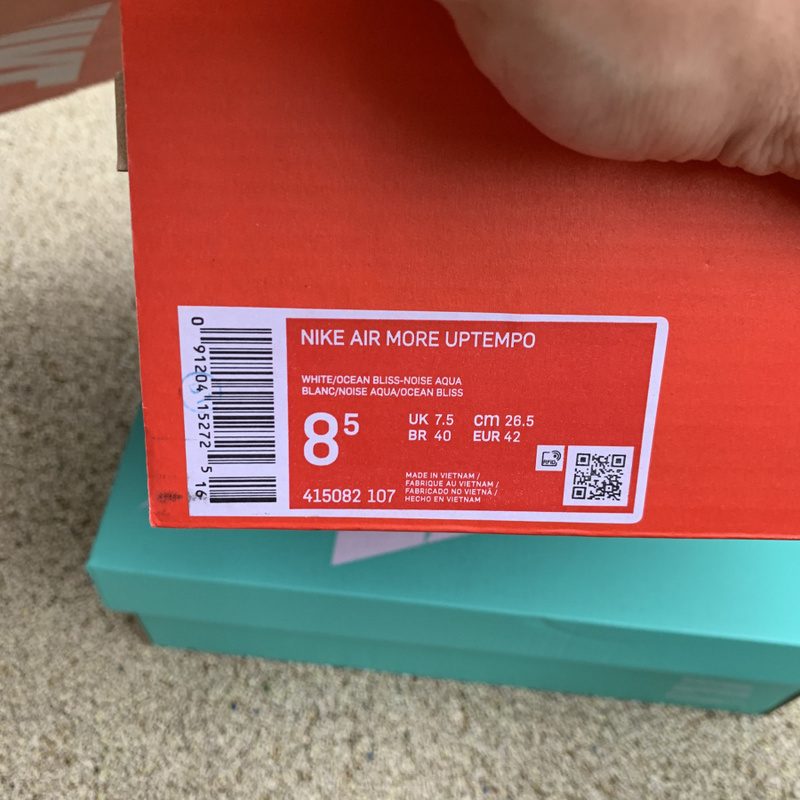 NIKE AIR MORE UPTEMPO
WHITE/OCEAN BLISS-NOISE AQUA
BLANC/NOISE AQUA/OCEAN BLISS
8⁵
UK 7.5 cm 26.5
BR 40 EUR 42
415082 107
MADE IN VIETNAM /
FABRIQUE AU VIETNAM /
FABRICADO NO VIETNÃ /
HECHO EN VIETNAM
RFID
0 91204 15272 5 16